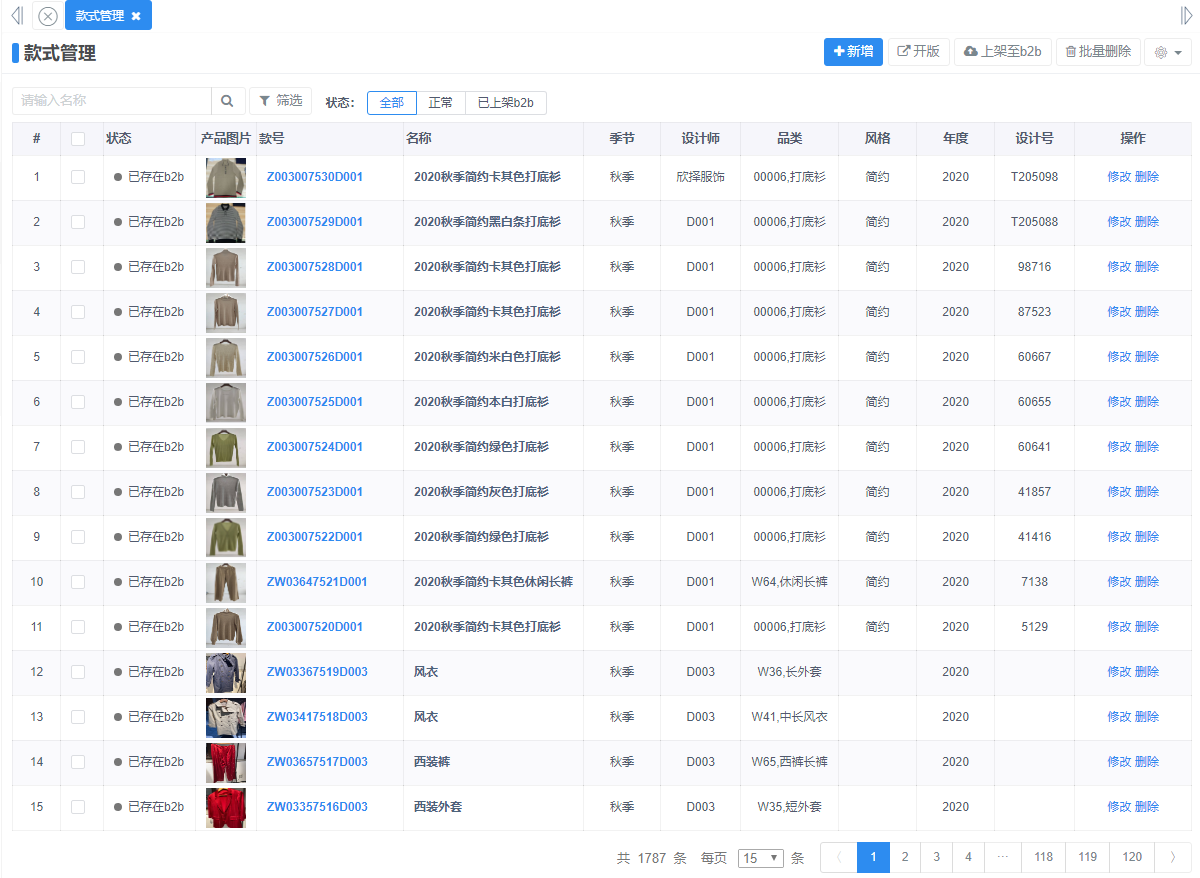 款式管理
款式管理
新增 开版 上架至b2b 批量删除
请输入名称 筛选 状态: 全部 正常 已上架b2b
# 状态 产品图片 款号 名称 季节 设计师 品类 风格 年度 设计号 操作
1 已存在b2b Z003007530D001 2020秋季简约卡其色打底衫 秋季 欣择服饰 00006,打底衫 简约 2020 T205098 修改 删除
2 已存在b2b Z003007529D001 2020秋季简约黑白条打底衫 秋季 D001 00006,打底衫 简约 2020 T205088 修改 删除
3 已存在b2b Z003007528D001 2020秋季简约卡其色打底衫 秋季 D001 00006,打底衫 简约 2020 98716 修改 删除
4 已存在b2b Z003007527D001 2020秋季简约卡其色打底衫 秋季 D001 00006,打底衫 简约 2020 87523 修改 删除
5 已存在b2b Z003007526D001 2020秋季简约米白色打底衫 秋季 D001 00006,打底衫 简约 2020 60667 修改 删除
6 已存在b2b Z003007525D001 2020秋季简约本白打底衫 秋季 D001 00006,打底衫 简约 2020 60655 修改 删除
7 已存在b2b Z003007524D001 2020秋季简约绿色打底衫 秋季 D001 00006,打底衫 简约 2020 60641 修改 删除
8 已存在b2b Z003007523D001 2020秋季简约灰色打底衫 秋季 D001 00006,打底衫 简约 2020 41857 修改 删除
9 已存在b2b Z003007522D001 2020秋季简约绿色打底衫 秋季 D001 00006,打底衫 简约 2020 41416 修改 删除
10 已存在b2b ZW03647521D001 2020秋季简约卡其色休闲长裤 秋季 D001 W64,休闲长裤 简约 2020 7138 修改 删除
11 已存在b2b Z003007520D001 2020秋季简约卡其色打底衫 秋季 D001 00006,打底衫 简约 2020 5129 修改 删除
12 已存在b2b ZW03367519D003 风衣 秋季 D003 W36,长外套 2020 修改 删除
13 已存在b2b ZW03417518D003 风衣 秋季 D003 W41,中长风衣 2020 修改 删除
14 已存在b2b ZW03657517D003 西装裤 秋季 D003 W65,西裤长裤 2020 修改 删除
15 已存在b2b ZW03357516D003 西装外套 秋季 D003 W35,短外套 2020 修改 删除
共 1787 条 每页 15 条 1 2 3 4 ··· 118 119 120